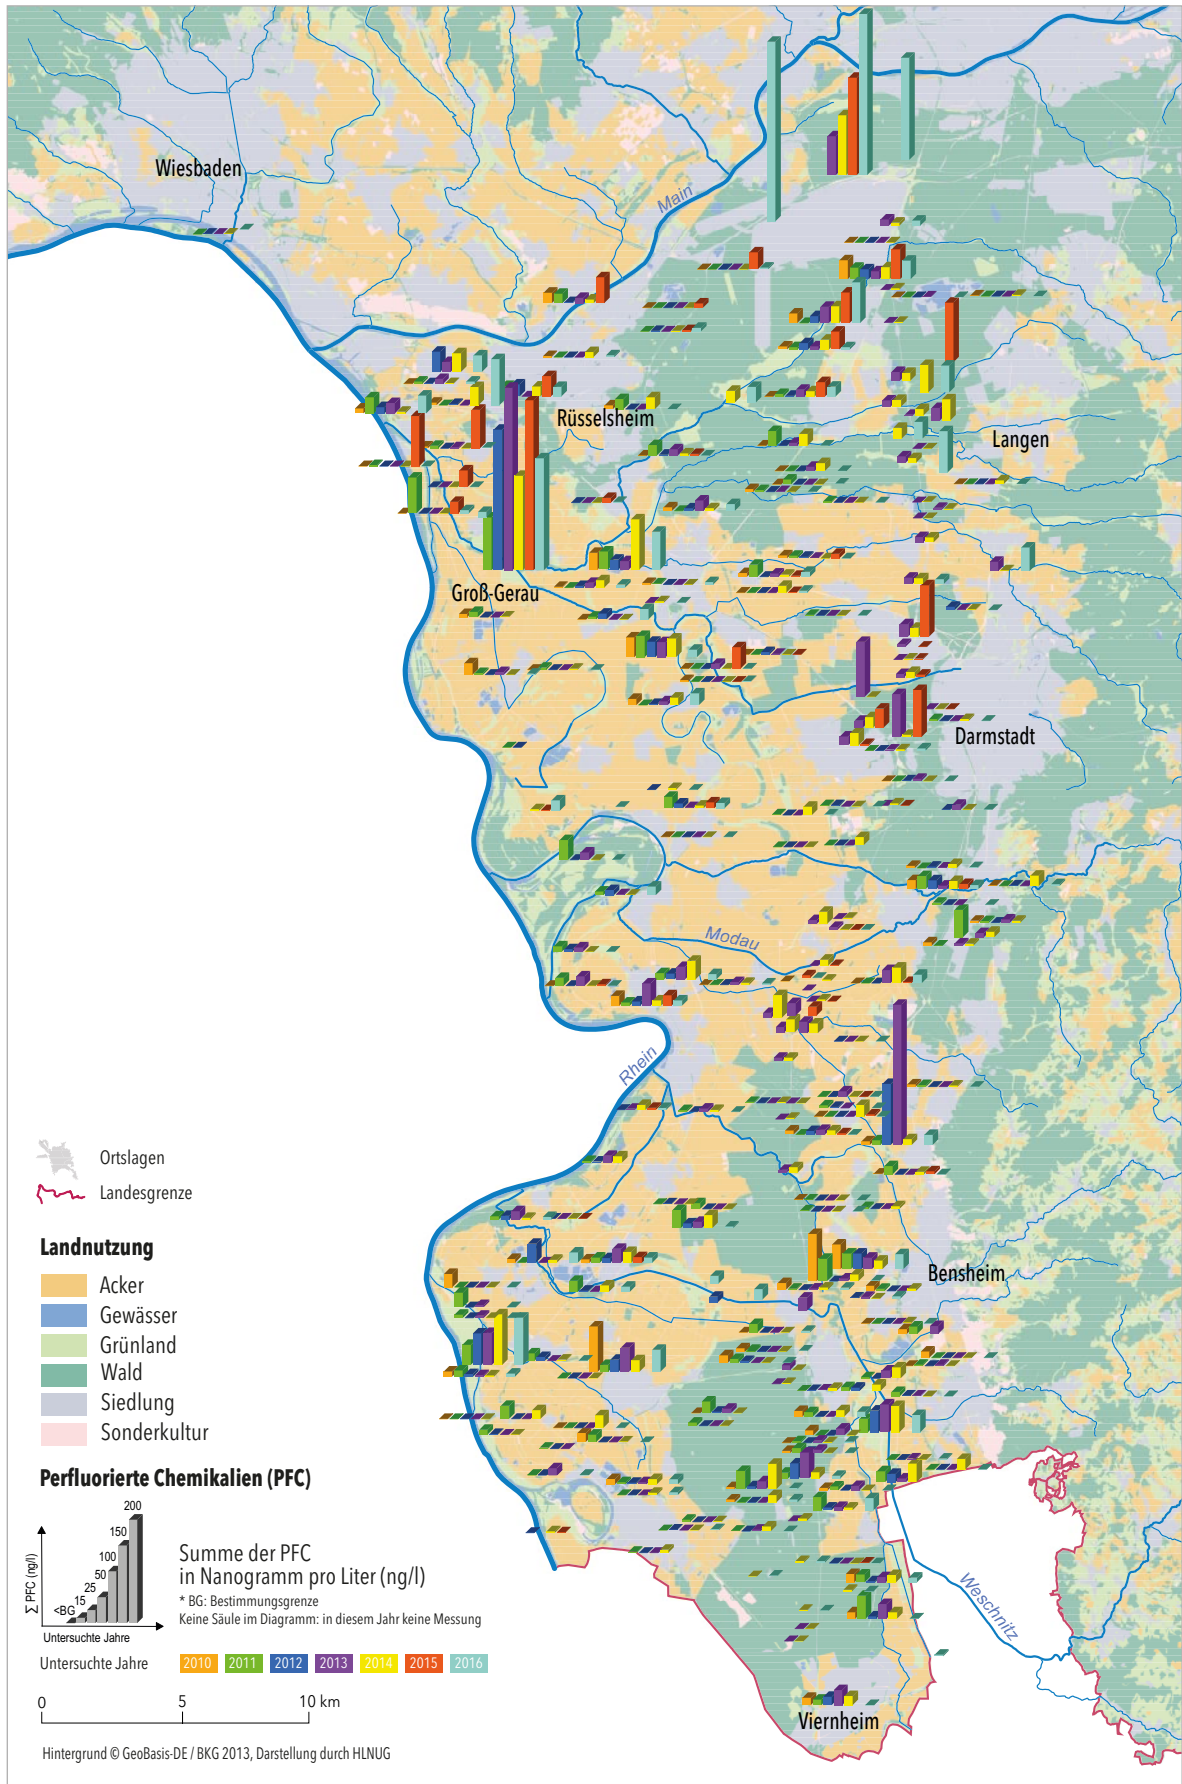 Wiesbaden
Main
Rüsselsheim
Langen
Groß-Gerau
Darmstadt
Modau
Rhein
Bensheim
Weschnitz
Viernheim
Ortslagen
Landesgrenze
Landnutzung
Acker
Gewässer
Grünland
Wald
Siedlung
Sonderkultur
Perfluorierte Chemikalien (PFC)
∑ PFC (ng/l)
<BG
15
25
50
100
150
200
Untersuchte Jahre
Summe der PFC
in Nanogramm pro Liter (ng/l)
* BG: Bestimmungsgrenze
Keine Säule im Diagramm: in diesem Jahr keine Messung
Untersuchte Jahre 2010 2011 2012 2013 2014 2015 2016
0 5 10 km
Hintergrund © GeoBasis-DE / BKG 2013, Darstellung durch HLNUG